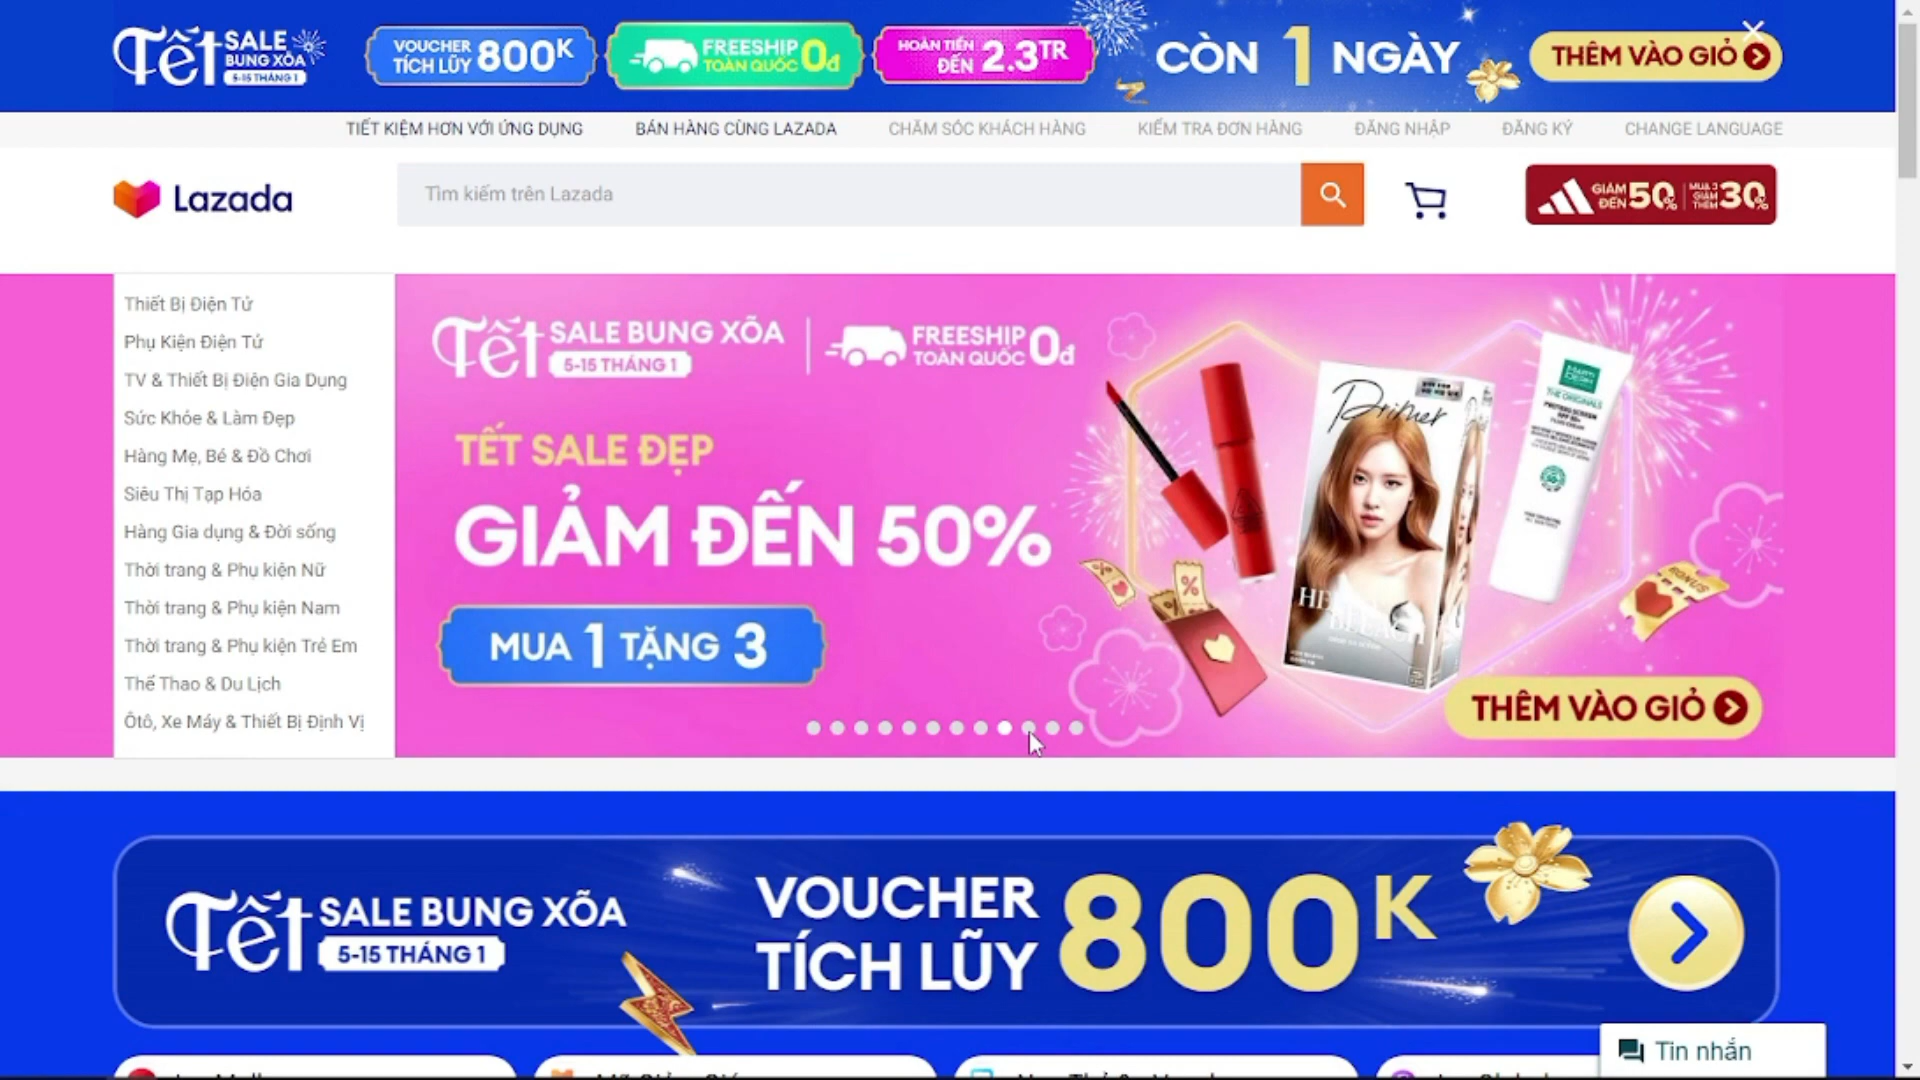 Tết SALE BUNG XÕA 5-15 THÁNG 1
VOUCHER TÍCH LŨY 800K
FREESHIP TOÀN QUỐC 0đ
HOÀN TIỀN ĐẾN 2.3TR
CÒN 1 NGÀY
THÊM VÀO GIỎ
TIẾT KIỆM HƠN VỚI ỨNG DỤNG
BÁN HÀNG CÙNG LAZADA
CHĂM SÓC KHÁCH HÀNG
KIỂM TRA ĐƠN HÀNG
ĐĂNG NHẬP
ĐĂNG KÝ
CHANGE LANGUAGE
Lazada
Tìm kiếm trên Lazada
GIẢM ĐẾN 50%
MUA 3 GIẢM THÊM 30%
Thiết Bị Điện Tử
Phụ Kiện Điện Tử
TV & Thiết Bị Điện Gia Dụng
Sức Khỏe & Làm Đẹp
Hàng Mẹ, Bé & Đồ Chơi
Siêu Thị Tạp Hóa
Hàng Gia dụng & Đời sống
Thời trang & Phụ kiện Nữ
Thời trang & Phụ kiện Nam
Thời trang & Phụ kiện Trẻ Em
Thể Thao & Du Lịch
Ôtô, Xe Máy & Thiết Bị Định Vị
Tết SALE BUNG XÕA
5-15 THÁNG 1
FREESHIP
TOÀN QUỐC 0đ
TẾT SALE ĐẸP
GIẢM ĐẾN 50%
MUA 1 TẶNG 3
Primer
BONUS
THÊM VÀO GIỎ
Tết SALE BUNG XÕA
5-15 THÁNG 1
VOUCHER
TÍCH LŨY 800K
Tin nhắn